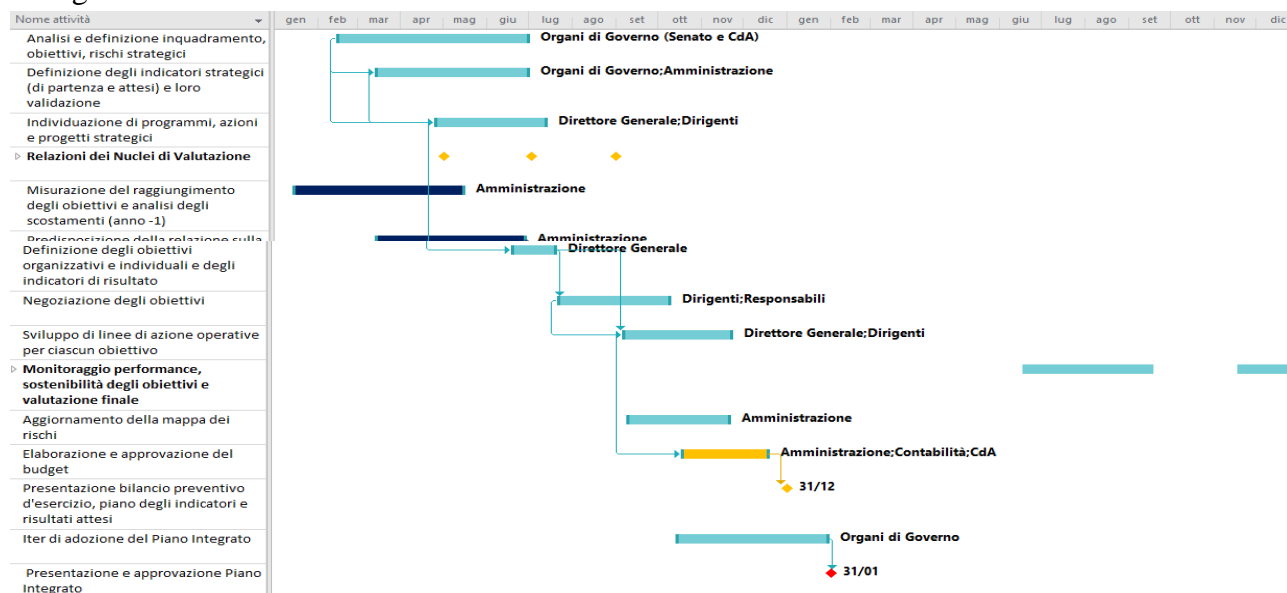 Nome attività
gen feb mar apr mag giu lug ago set ott nov dic gen feb mar apr mag giu lug ago set ott nov dic
Analisi e definizione inquadramento,
obiettivi, rischi strategici
Organi di Governo (Senato e CdA)
Definizione degli indicatori strategici
(di partenza e attesi) e loro
validazione
Organi di Governo;Amministrazione
Individuazione di programmi, azioni
e progetti strategici
Direttore Generale;Dirigenti
Relazioni dei Nuclei di Valutazione
Misurazione del raggiungimento
degli obiettivi e analisi degli
scostamenti (anno -1)
Amministrazione
Predisposizione della relazione sulla
Amministrazione
Definizione degli obiettivi
organizzativi e individuali e degli
indicatori di risultato
Direttore Generale
Negoziazione degli obiettivi
Dirigenti;Responsabili
Sviluppo di linee di azione operative
per ciascun obiettivo
Direttore Generale;Dirigenti
Monitoraggio performance,
sostenibilità degli obiettivi e
valutazione finale
Aggiornamento della mappa dei
rischi
Amministrazione
Elaborazione e approvazione del
budget
Amministrazione;Contabilità;CdA
Presentazione bilancio preventivo
d'esercizio, piano degli indicatori e
risultati attesi
31/12
Iter di adozione del Piano Integrato
Organi di Governo
Presentazione e approvazione Piano
Integrato
31/01